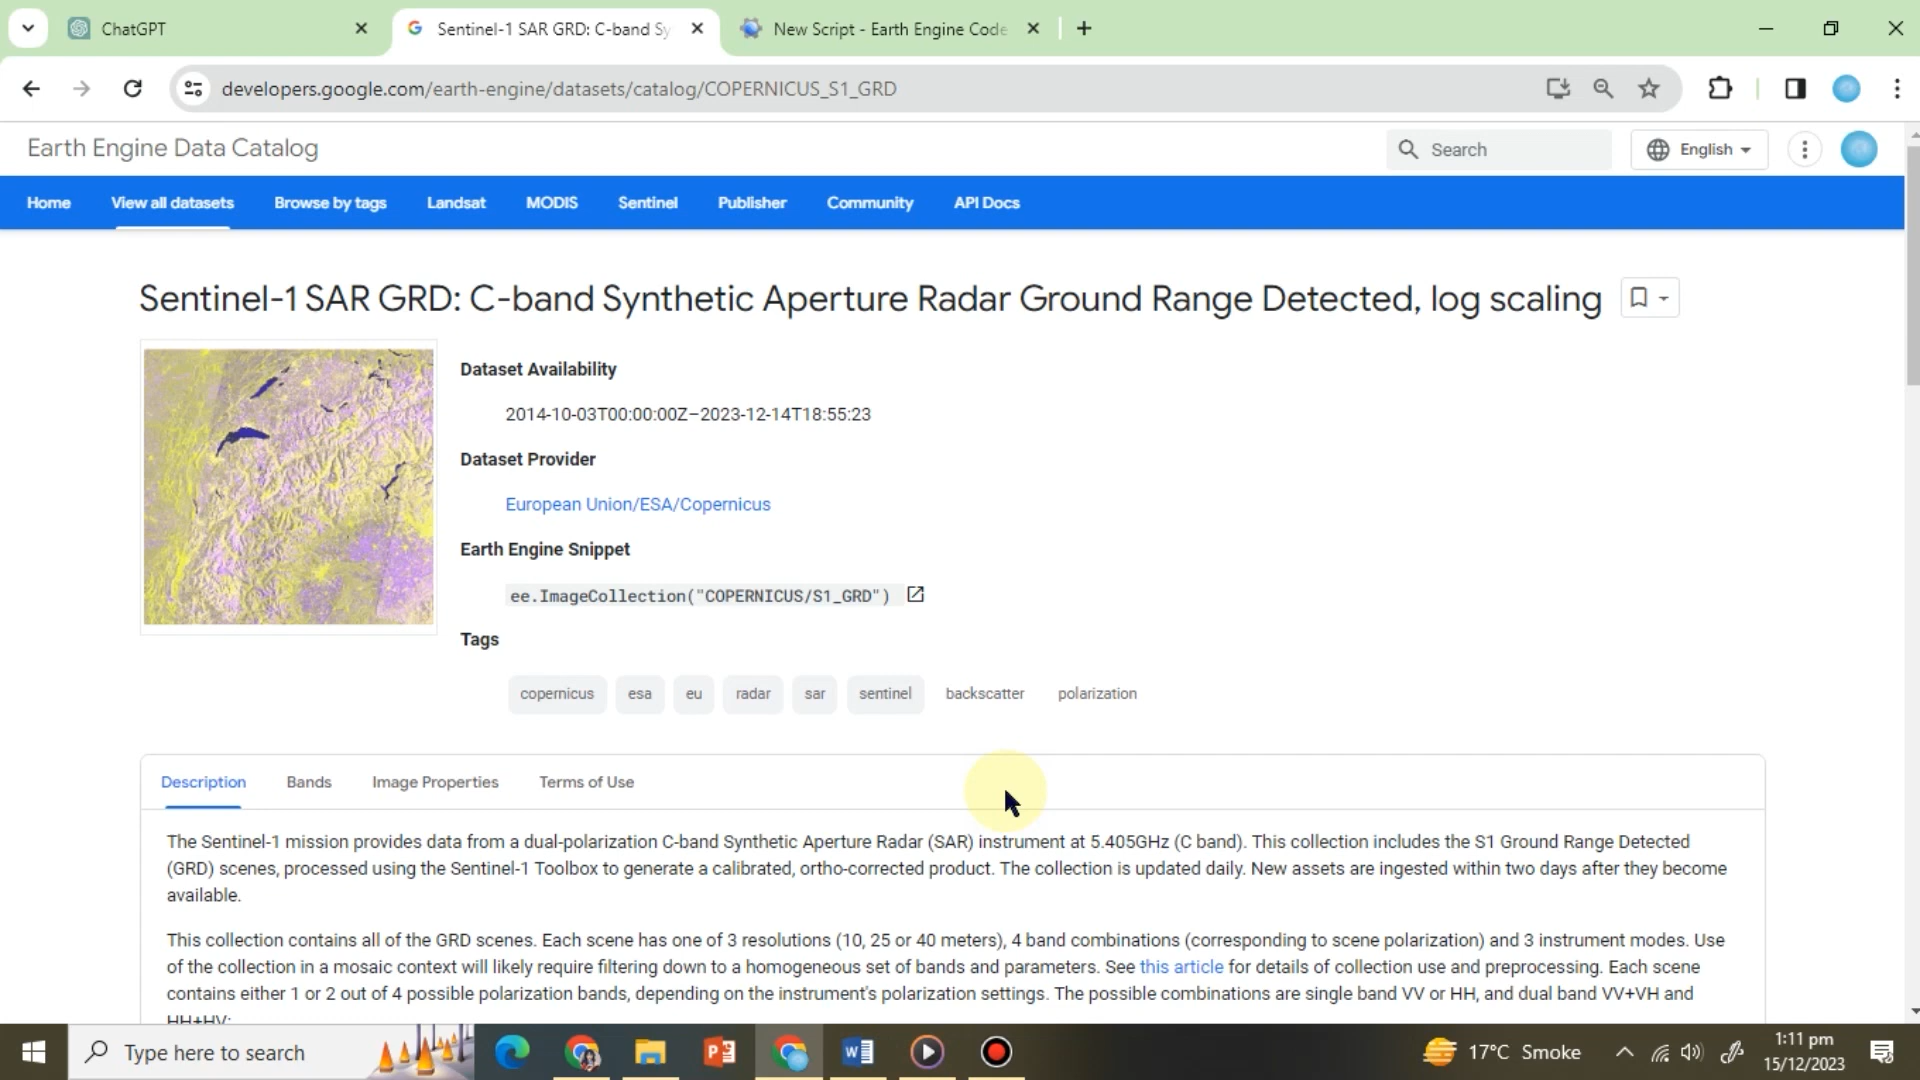 ChatGPT
Sentinel-1 SAR GRD: C-band Sy
New Script - Earth Engine Code
developers.google.com/earth-engine/datasets/catalog/COPERNICUS_S1_GRD
Earth Engine Data Catalog
Search
English
Home View all datasets Browse by tags Landsat MODIS Sentinel Publisher Community API Docs
Sentinel-1 SAR GRD: C-band Synthetic Aperture Radar Ground Range Detected, log scaling
Dataset Availability
2014-10-03T00:00:00Z–2023-12-14T18:55:23
Dataset Provider
European Union/ESA/Copernicus
Earth Engine Snippet
ee.ImageCollection("COPERNICUS/S1_GRD")
Tags
copernicus esa eu radar sar sentinel backscatter polarization
Description Bands Image Properties Terms of Use
The Sentinel-1 mission provides data from a dual-polarization C-band Synthetic Aperture Radar (SAR) instrument at 5.405GHz (C band). This collection includes the S1 Ground Range Detected
(GRD) scenes, processed using the Sentinel-1 Toolbox to generate a calibrated, ortho-corrected product. The collection is updated daily. New assets are ingested within two days after they become
available.
This collection contains all of the GRD scenes. Each scene has one of 3 resolutions (10, 25 or 40 meters), 4 band combinations (corresponding to scene polarization) and 3 instrument modes. Use
of the collection in a mosaic context will likely require filtering down to a homogeneous set of bands and parameters. See this article for details of collection use and preprocessing. Each scene
contains either 1 or 2 out of 4 possible polarization bands, depending on the instrument's polarization settings. The possible combinations are single band VV or HH, and dual band VV+VH and
HH+HV:
Type here to search
17°C Smoke
1:11 pm
15/12/2023